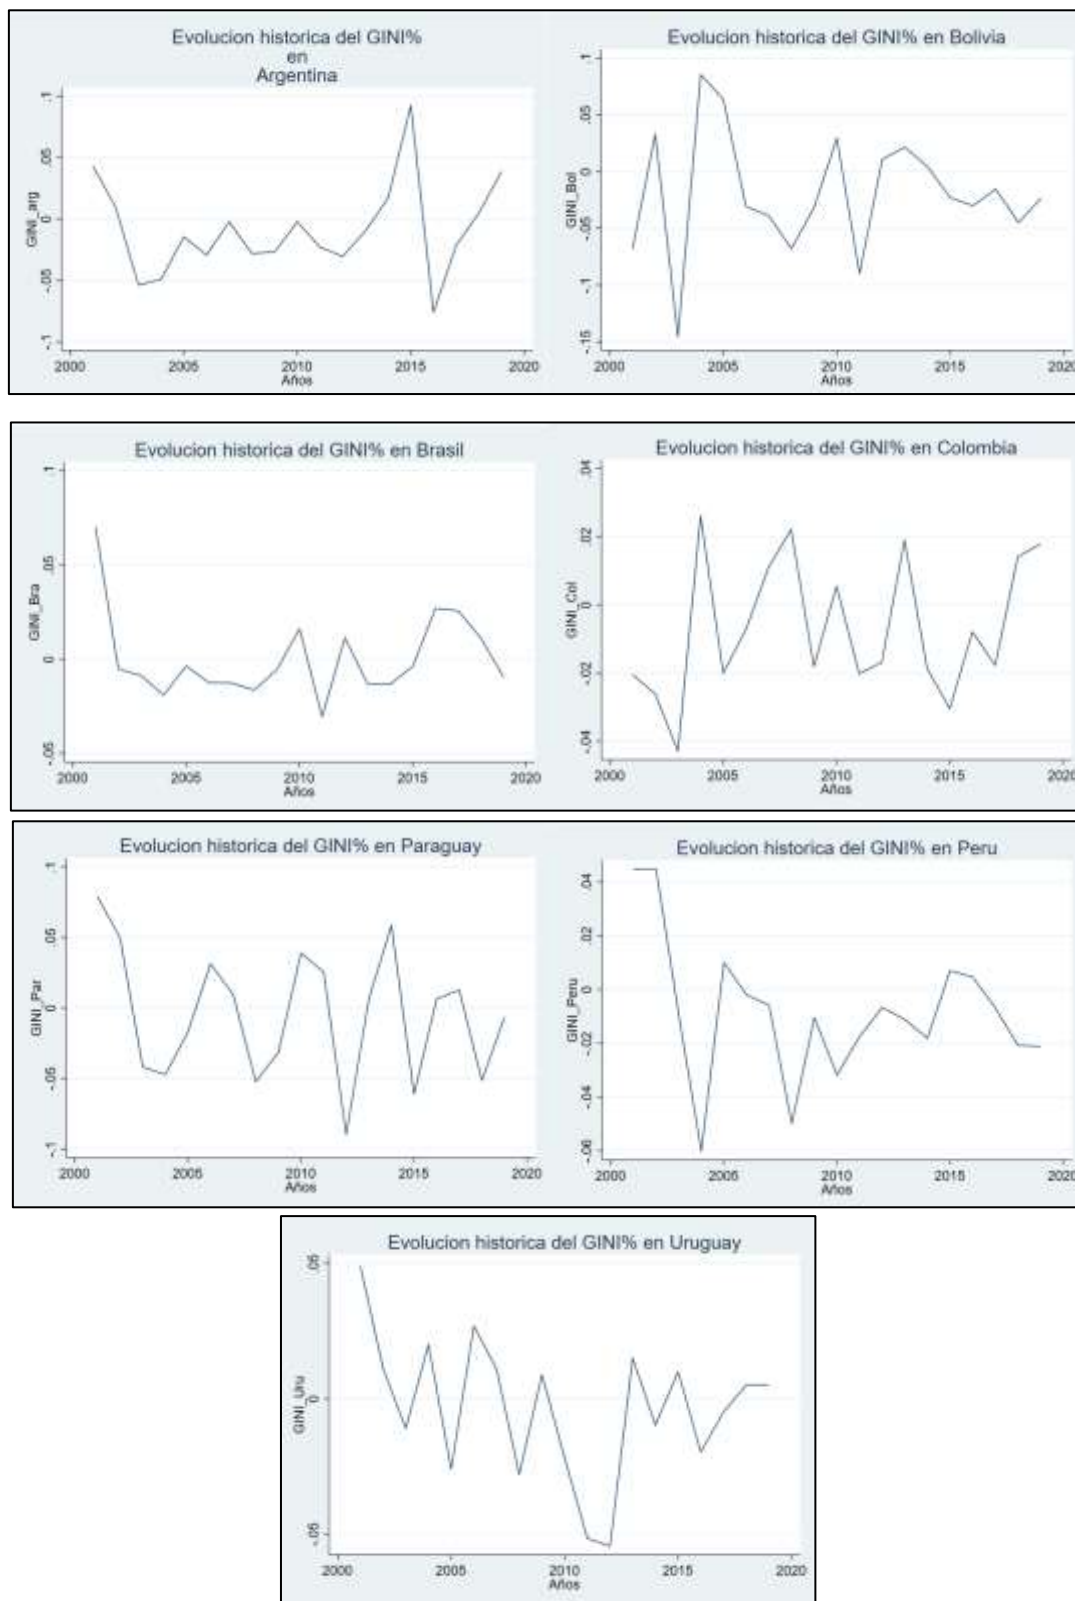 Evolucion historica del GINI%
en
Argentina
GINI_arg
.1
.05
0
-.05
-.1
2000 2005 2010 2015 2020
Años
Evolucion historica del GINI% en Bolivia
GINI_Bol
.1
.05
0
-.05
-.1
-.15
2000 2005 2010 2015 2020
Años
Evolucion historica del GINI% en Brasil
GINI_Bra
.1
.05
0
-.05
2000 2005 2010 2015 2020
Años
Evolucion historica del GINI% en Colombia
GINI_Col
.04
.02
0
-.02
-.04
2000 2005 2010 2015 2020
Años
Evolucion historica del GINI% en Paraguay
GINI_Par
.1
.05
0
-.05
-.1
2000 2005 2010 2015 2020
Años
Evolucion historica del GINI% en Peru
GINI_Peru
.04
.02
0
-.02
-.04
-.06
2000 2005 2010 2015 2020
Años
Evolucion historica del GINI% en Uruguay
GINI_Uru
.05
0
-.05
2000 2005 2010 2015 2020
Años